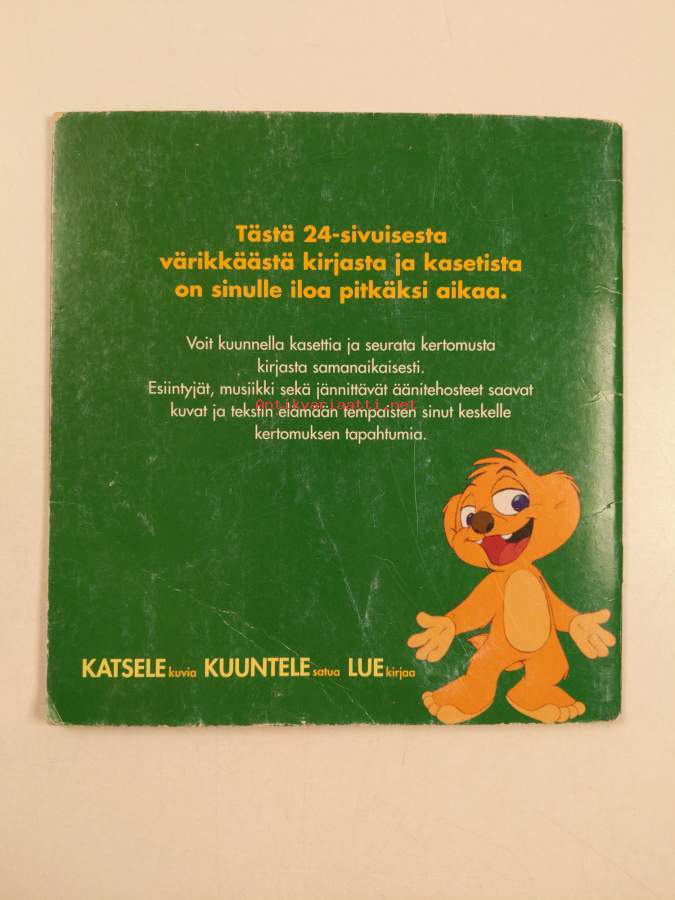 Tästä 24-sivuisesta
värikkäästä kirjasta ja kasetista
on sinulle iloa pitkäksi aikaa.
Voit kuunnella kasettia ja seurata kertomusta
kirjasta samanaikaisesti.
Esiintyjät, musiikki sekä jännittävät äänitehosteet saavat
Antikvariaatti.net
kuvat ja tekstin elämään tempaisten sinut keskelle
kertomuksen tapahtumia.
KATSELE kuvia KUUNTELE satua LUE kirjaa